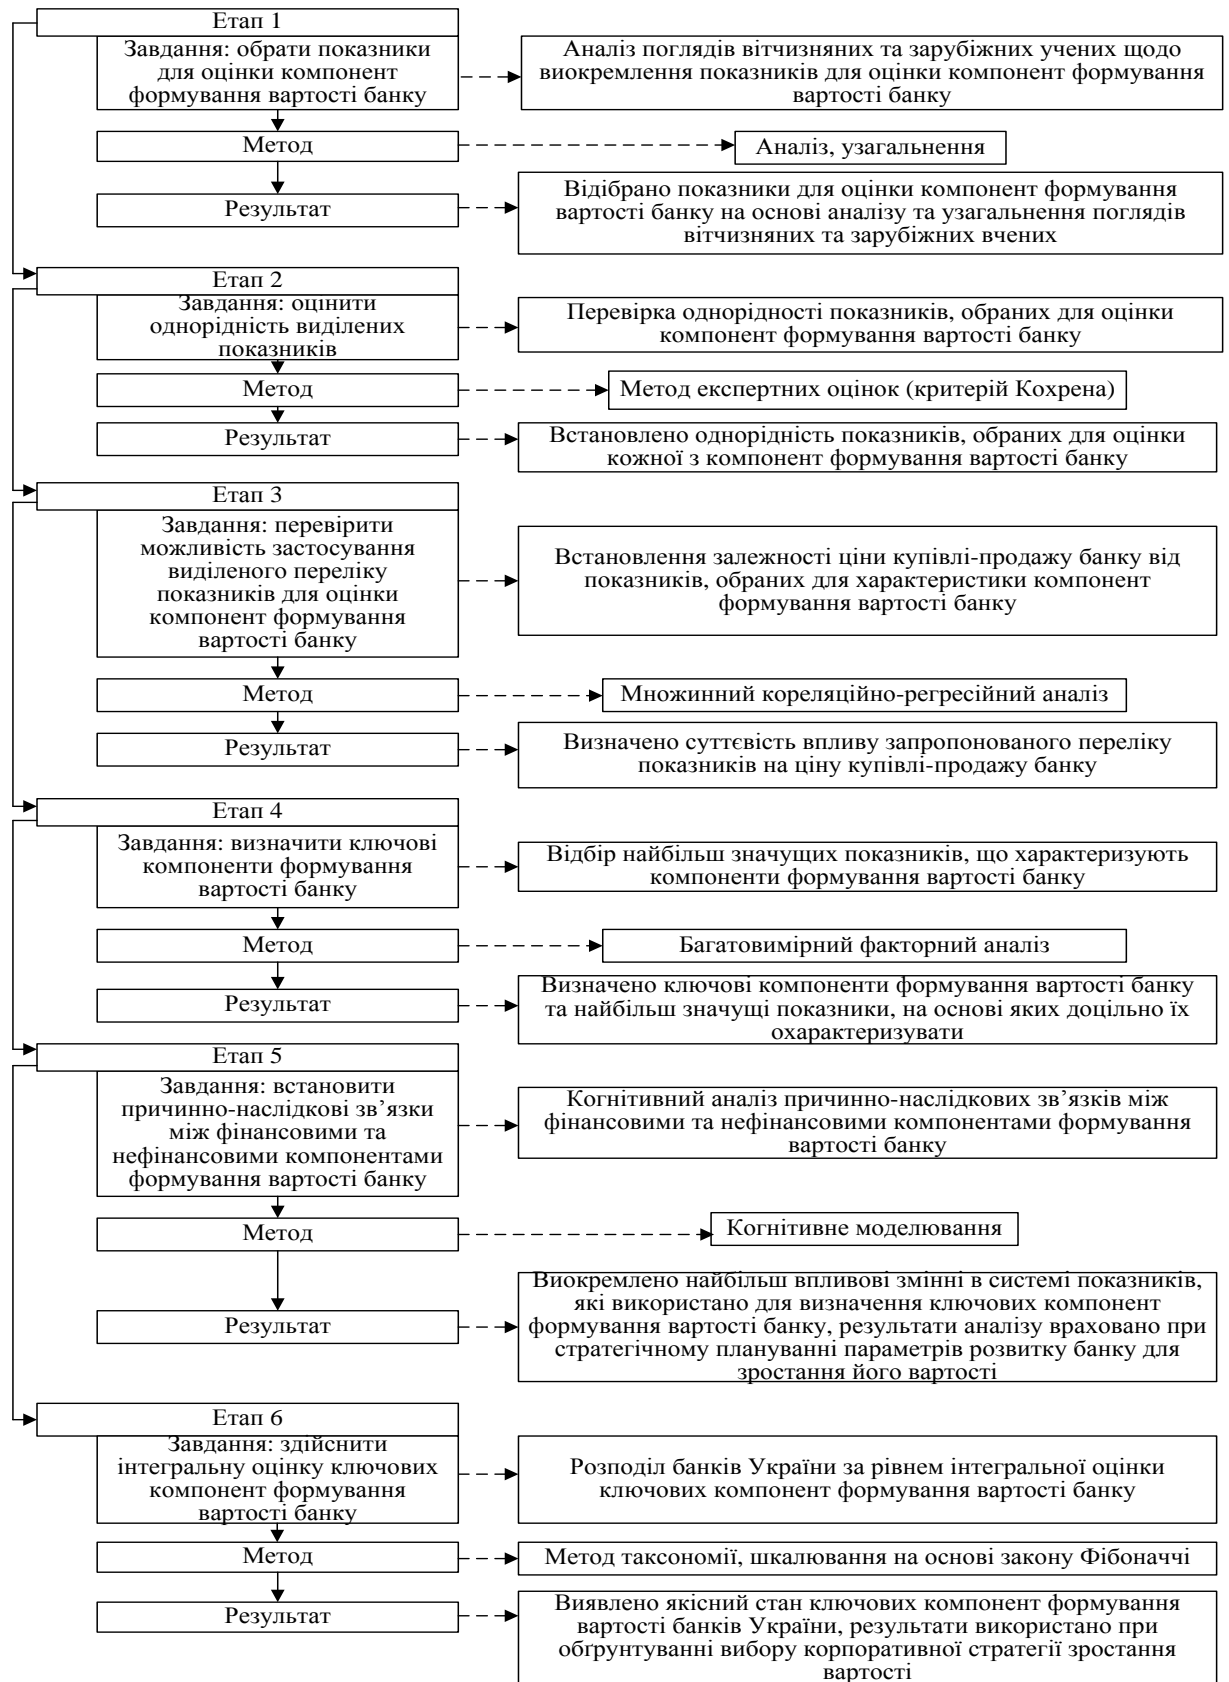 Етап 1
Завдання: обрати показники
для оцінки компонент
формування вартості банку
Аналіз поглядів вітчизняних та зарубіжних учених щодо
виокремлення показників для оцінки компонент формування
вартості банку
Метод
Аналіз, узагальнення
Результат
Відібрано показники для оцінки компонент формування
вартості банку на основі аналізу та узагальнення поглядів
вітчизняних та зарубіжних вчених
Етап 2
Завдання: оцінити
однорідність виділених
показників
Перевірка однорідності показників, обраних для оцінки
компонент формування вартості банку
Метод
Метод експертних оцінок (критерій Кохрена)
Результат
Встановлено однорідність показників, обраних для оцінки
кожної з компонент формування вартості банку
Етап 3
Завдання: перевірити
можливість застосування
виділеного переліку
показників для оцінки
компонент формування
вартості банку
Встановлення залежності ціни купівлі-продажу банку від
показників, обраних для характеристики компонент
формування вартості банку
Метод
Множинний кореляційно-регресійний аналіз
Результат
Визначено суттєвість впливу запропонованого переліку
показників на ціну купівлі-продажу банку
Етап 4
Завдання: визначити ключові
компоненти формування
вартості банку
Відбір найбільш значущих показників, що характеризують
компоненти формування вартості банку
Метод
Багатовимірний факторний аналіз
Результат
Визначено ключові компоненти формування вартості банку
та найбільш значущі показники, на основі яких доцільно їх
охарактеризувати
Етап 5
Завдання: встановити
причинно-наслідкові зв’язки
між фінансовими та
нефінансовими компонентами
формування вартості банку
Когнітивний аналіз причинно-наслідкових зв’язків між
фінансовими та нефінансовими компонентами формування
вартості банку
Метод
Когнітивне моделювання
Результат
Виокремлено найбільш впливові змінні в системі показників,
які використано для визначення ключових компонент
формування вартості банку, результати аналізу враховано при
стратегічному плануванні параметрів розвитку банку для
зростання його вартості
Етап 6
Завдання: здійснити
інтегральну оцінку ключових
компонент формування
вартості банку
Розподіл банків України за рівнем інтегральної оцінки
ключових компонент формування вартості банку
Метод
Метод таксономії, шкалювання на основі закону Фібоначчі
Результат
Виявлено якісний стан ключових компонент формування
вартості банків України, результати використано при
обґрунтуванні вибору корпоративної стратегії зростання
вартості